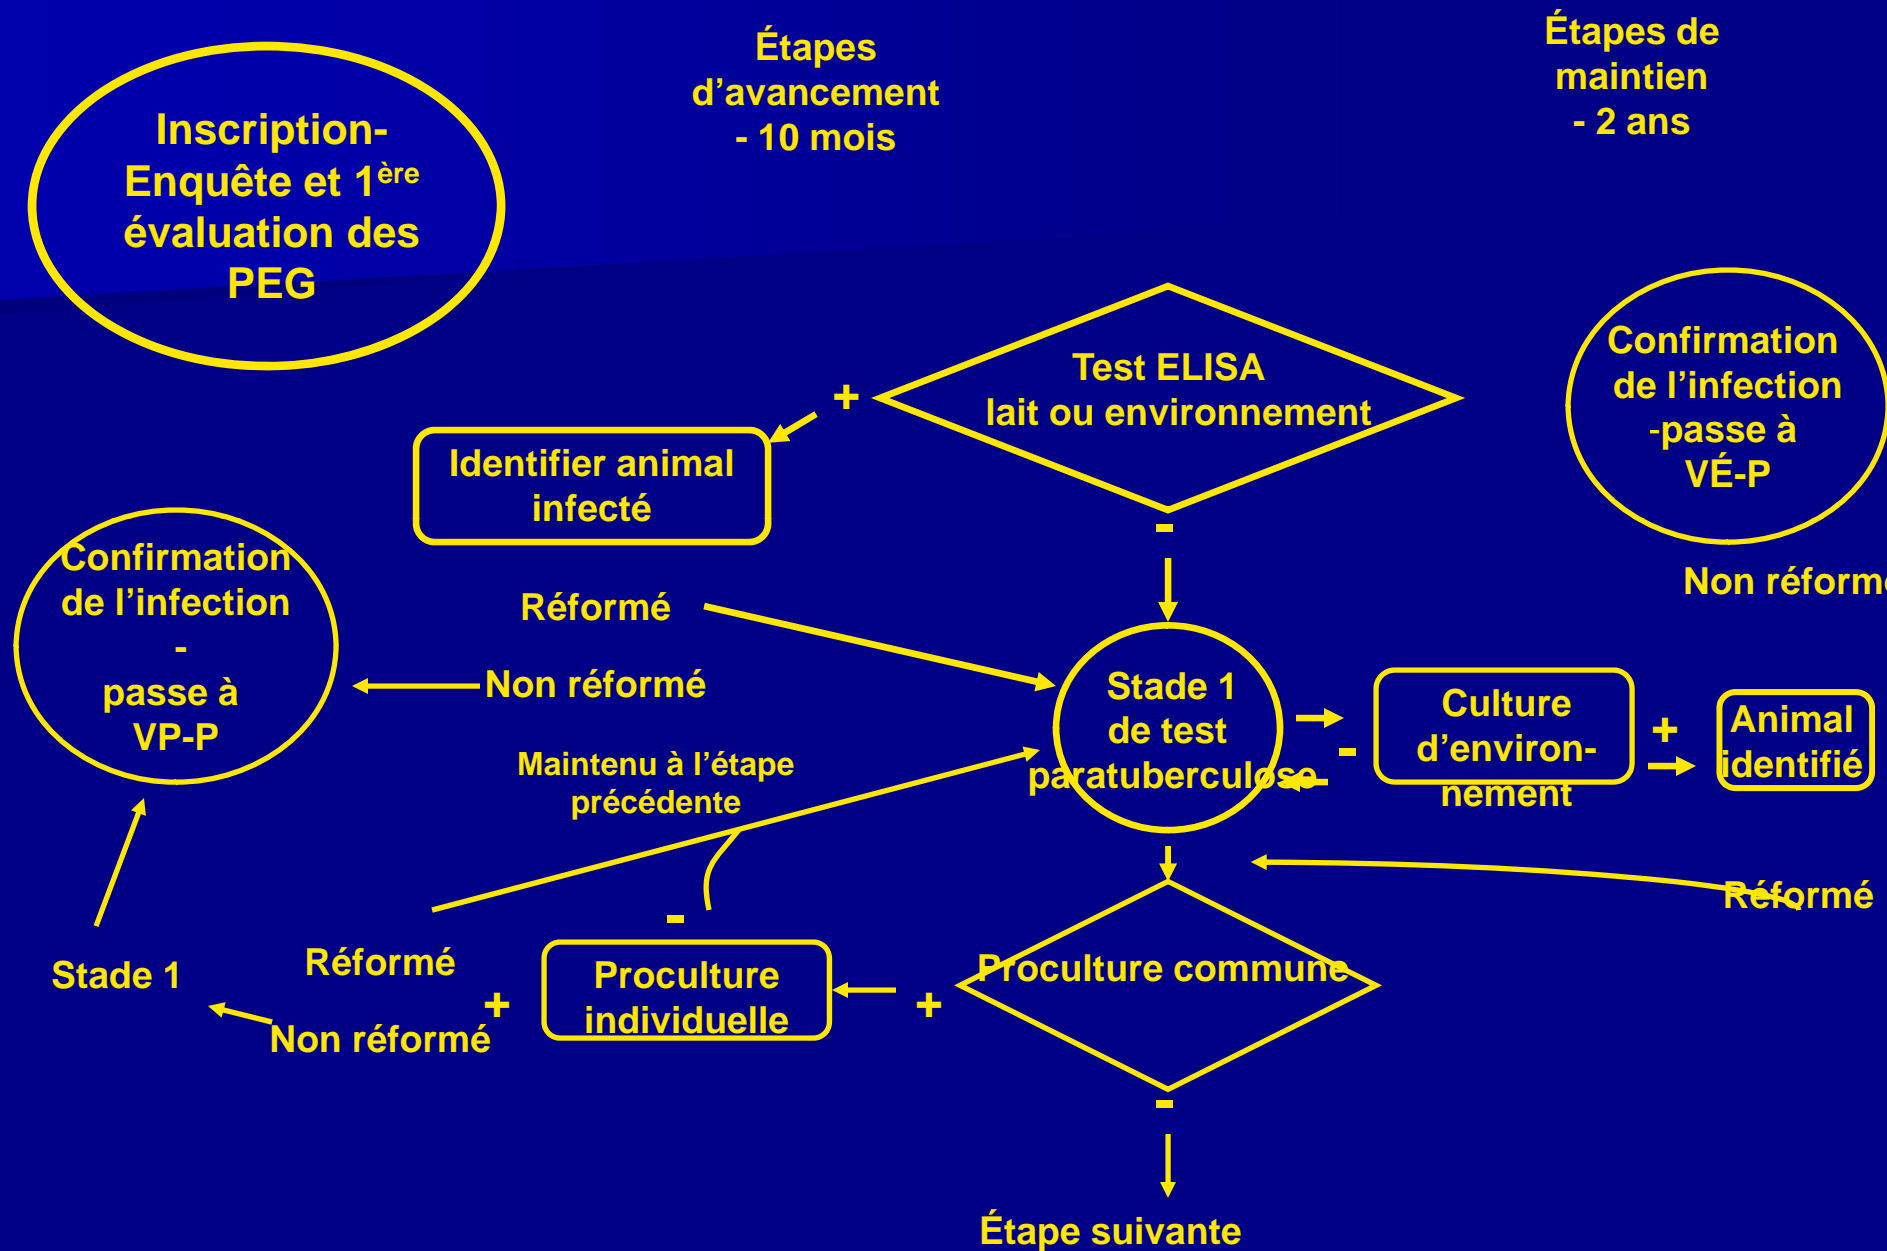 Étapes
d’avancement
- 10 mois
Étapes de
maintien
- 2 ans
Inscription-
Enquête et 1ère
évaluation des
PEG
Test ELISA
lait ou environnement
+
-
Confirmation
de l’infection
-passe à
VÉ-P
Identifier animal
infecté
Confirmation
de l’infection
-
passe à
VP-P
Réformé
Non réformé
Non réformé
Stade 1
de test
paratuberculose
-
Culture
d’environ-
nement
+
Animal
identifié
Maintenu à l’étape
précédente
Réformé
-
Stade 1
Réformé
Non réformé
+
Proculture
individuelle
+
Proculture commune
-
Étape suivante